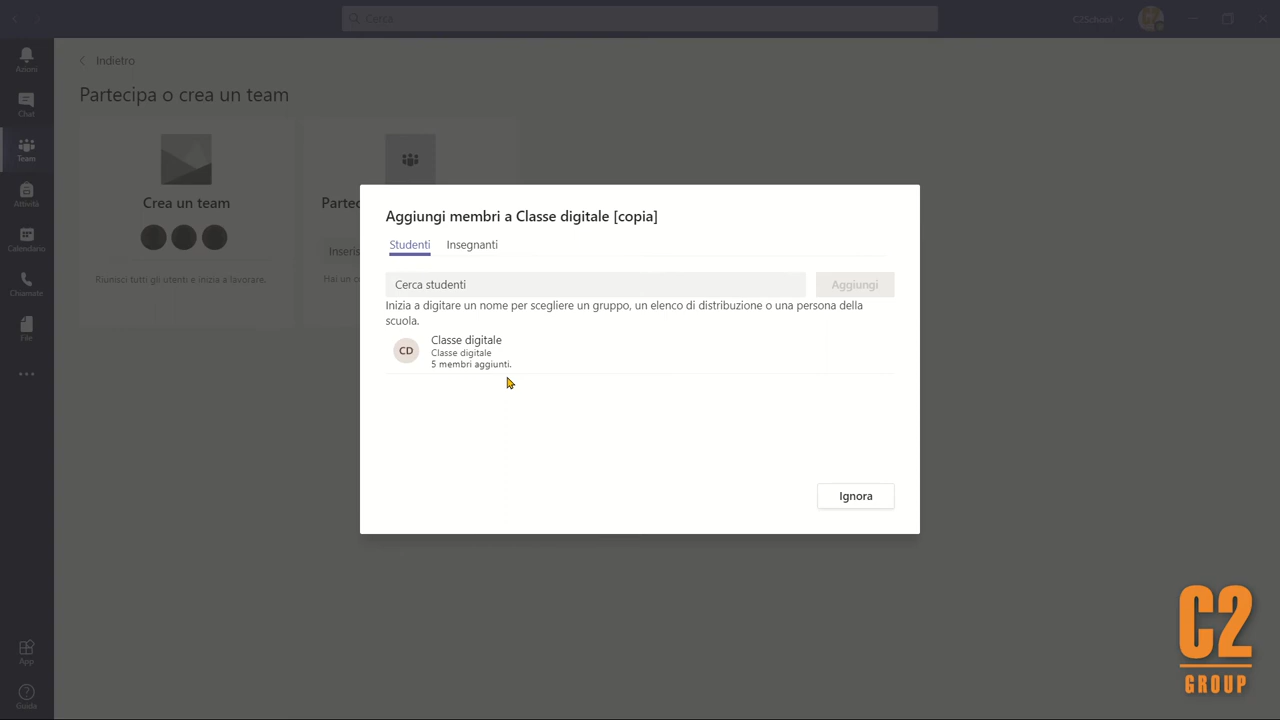 Cerca
C2School
Azioni
Chat
Team
Attività
Calendario
Chiamate
File
App
Guida
Indietro
Partecipa o crea un team
Crea un team
Riunisci tutti gli utenti e inizia a lavorare.
Partec
Inseris
Hai un c
Aggiungi membri a Classe digitale [copia]
Studenti
Insegnanti
Cerca studenti
Aggiungi
Inizia a digitare un nome per scegliere un gruppo, un elenco di distribuzione o una persona della
scuola.
CD
Classe digitale
Classe digitale
5 membri aggiunti.
Ignora
C2
GROUP